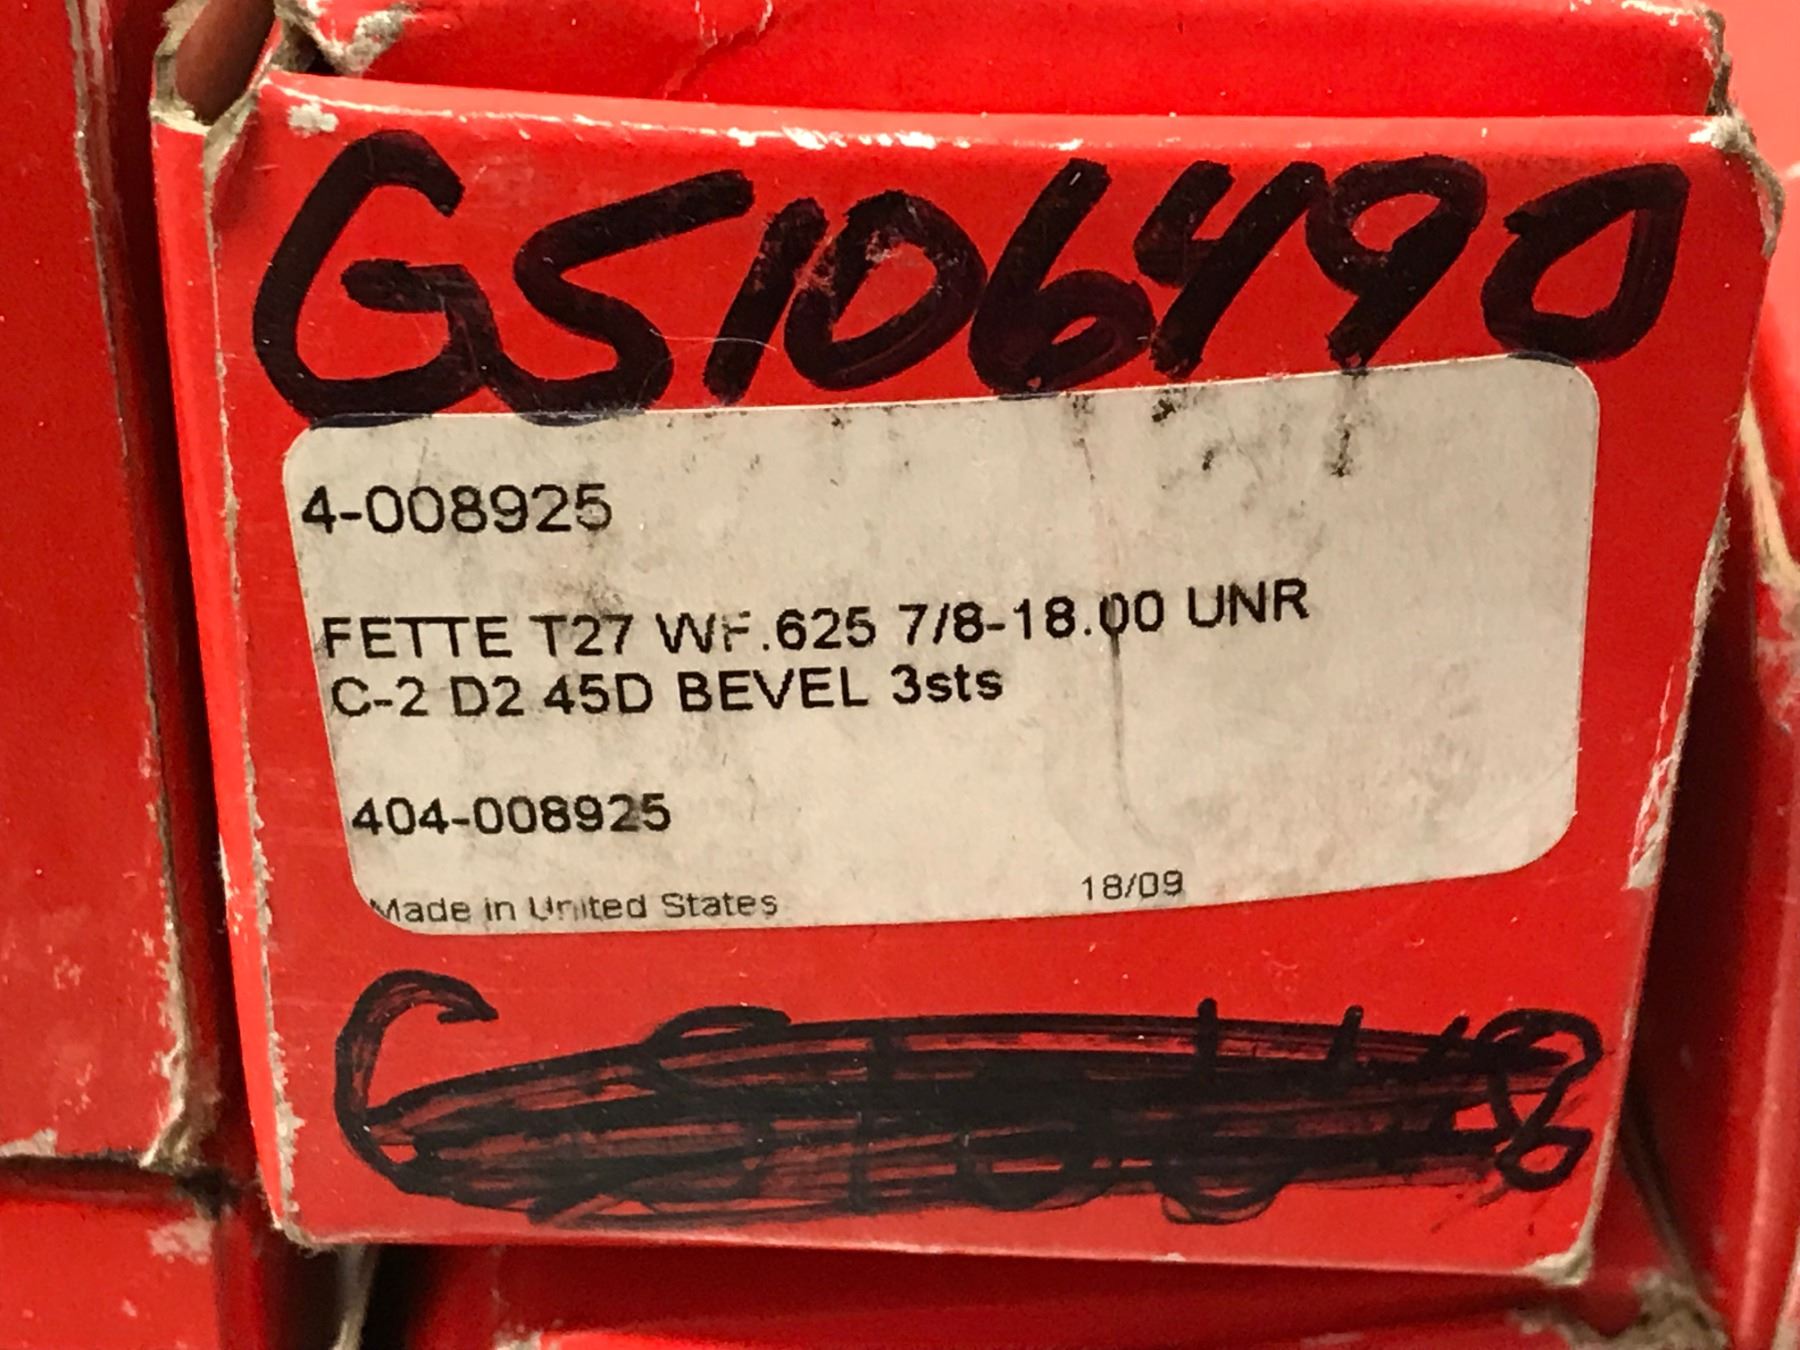 GS106490
4-008925
FETTE T27 WF.625 7/8-18.00 UNR
C-2 D2 45D BEVEL 3sts
404-008925
Made in United States 18/09